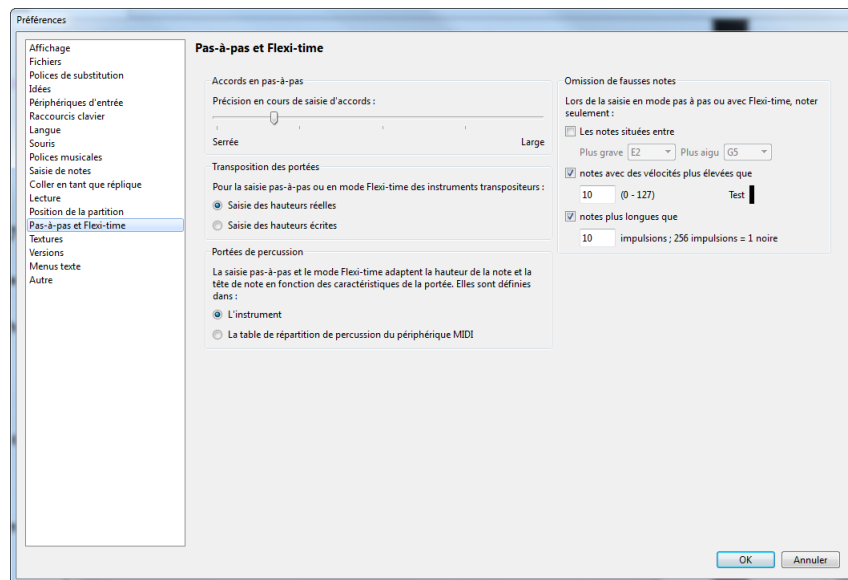 Préférences
Affichage
Fichiers
Polices de substitution
Idées
Périphériques d'entrée
Raccourcis clavier
Langue
Souris
Polices musicales
Saisie de notes
Coller en tant que réplique
Lecture
Position de la partition
Pas-à-pas et Flexi-time
Textures
Versions
Menus texte
Autre
Pas-à-pas et Flexi-time
Accords en pas-à-pas
Précision en cours de saisie d'accords :
Serrée Large
Transposition des portées
Pour la saisie pas-à-pas ou en mode Flexi-time des instruments transpositeurs :
Saisie des hauteurs réelles
Saisie des hauteurs écrites
Portées de percussion
La saisie pas-à-pas et le mode Flexi-time adaptent la hauteur de la note et la
tête de note en fonction des caractéristiques de la portée. Elles sont définies
dans :
L'instrument
La table de répartition de percussion du périphérique MIDI
Omission de fausses notes
Lors de la saisie en mode pas à pas ou avec Flexi-time, noter
seulement :
Les notes situées entre
Plus grave E2 Plus aigu G5
notes avec des vélocités plus élevées que
10 (0 - 127) Test
notes plus longues que
10 impulsions ; 256 impulsions = 1 noire
OK Annuler